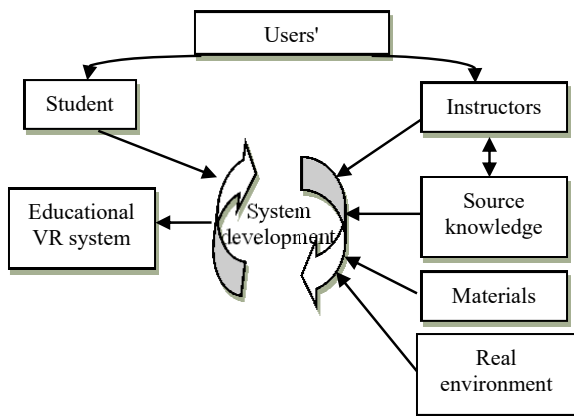 Users'
Student
Instructors
Educational
VR system
System
development
Source
knowledge
Materials
Real
environment